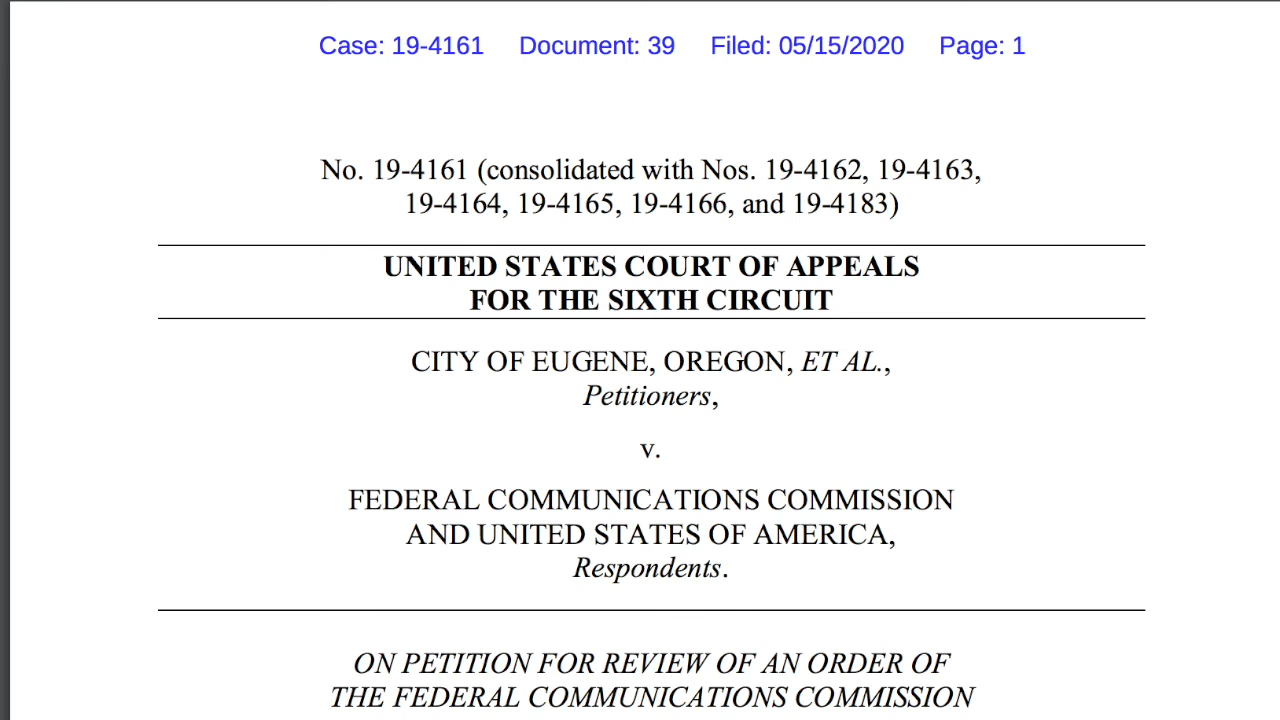 Case: 19-4161 Document: 39 Filed: 05/15/2020 Page: 1
No. 19-4161 (consolidated with Nos. 19-4162, 19-4163,
19-4164, 19-4165, 19-4166, and 19-4183)
UNITED STATES COURT OF APPEALS
FOR THE SIXTH CIRCUIT
CITY OF EUGENE, OREGON, ET AL.,
Petitioners,
v.
FEDERAL COMMUNICATIONS COMMISSION
AND UNITED STATES OF AMERICA,
Respondents.
ON PETITION FOR REVIEW OF AN ORDER OF
THE FEDERAL COMMUNICATIONS COMMISSION